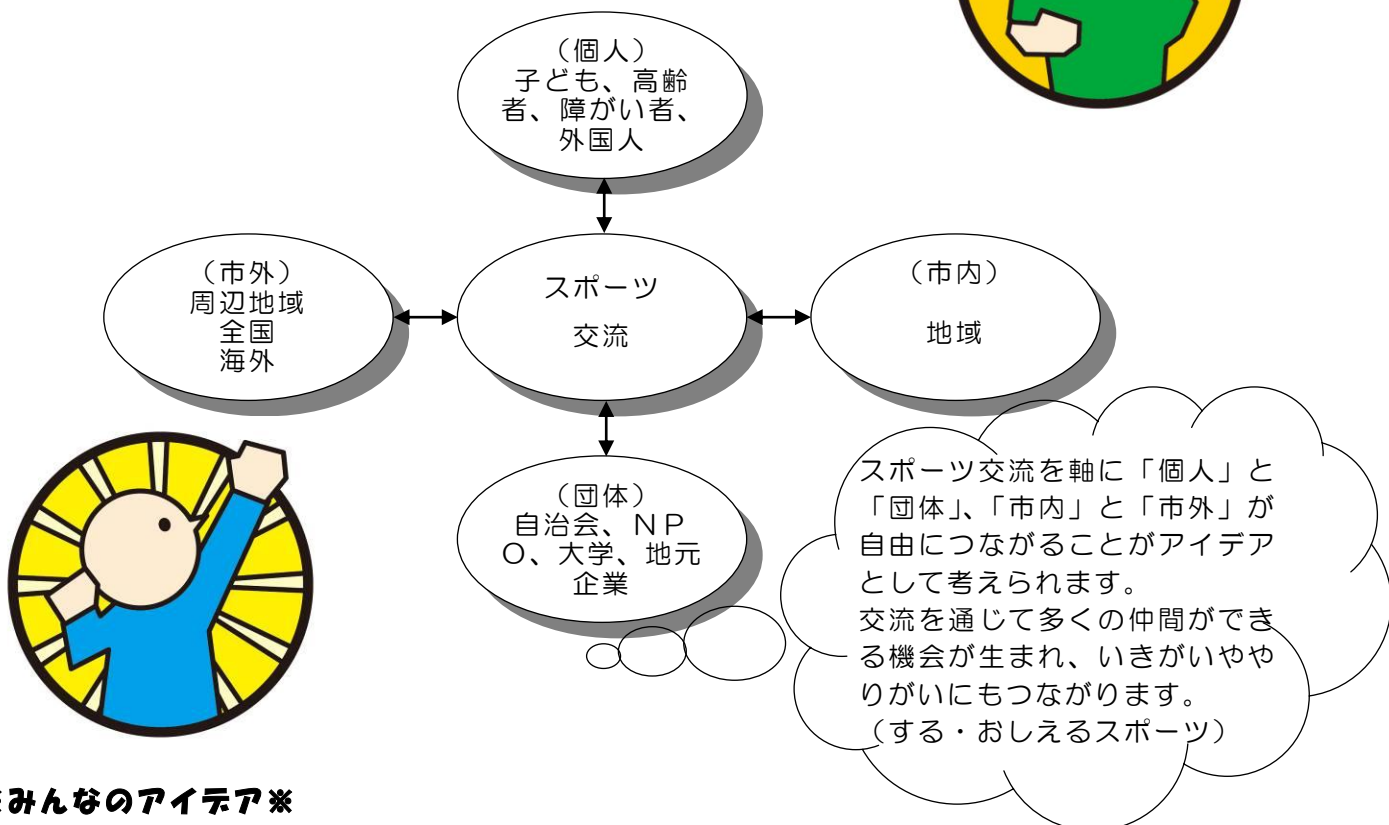 （個人）
子ども、高齢
者、障がい者、
外国人
（市外）
周辺地域
全国
海外
スポーツ
交流
（市内）
地域
（団体）
自治会、ＮＰ
Ｏ、大学、地元
企業
スポーツ交流を軸に「個人」と
「団体」、「市内」と「市外」が
自由につながることがアイデア
として考えられます。
交流を通じて多くの仲間ができ
る機会が生まれ、いきがいやや
りがいにもつながります。
（する・おしえるスポーツ）
※みんなのアイデア※